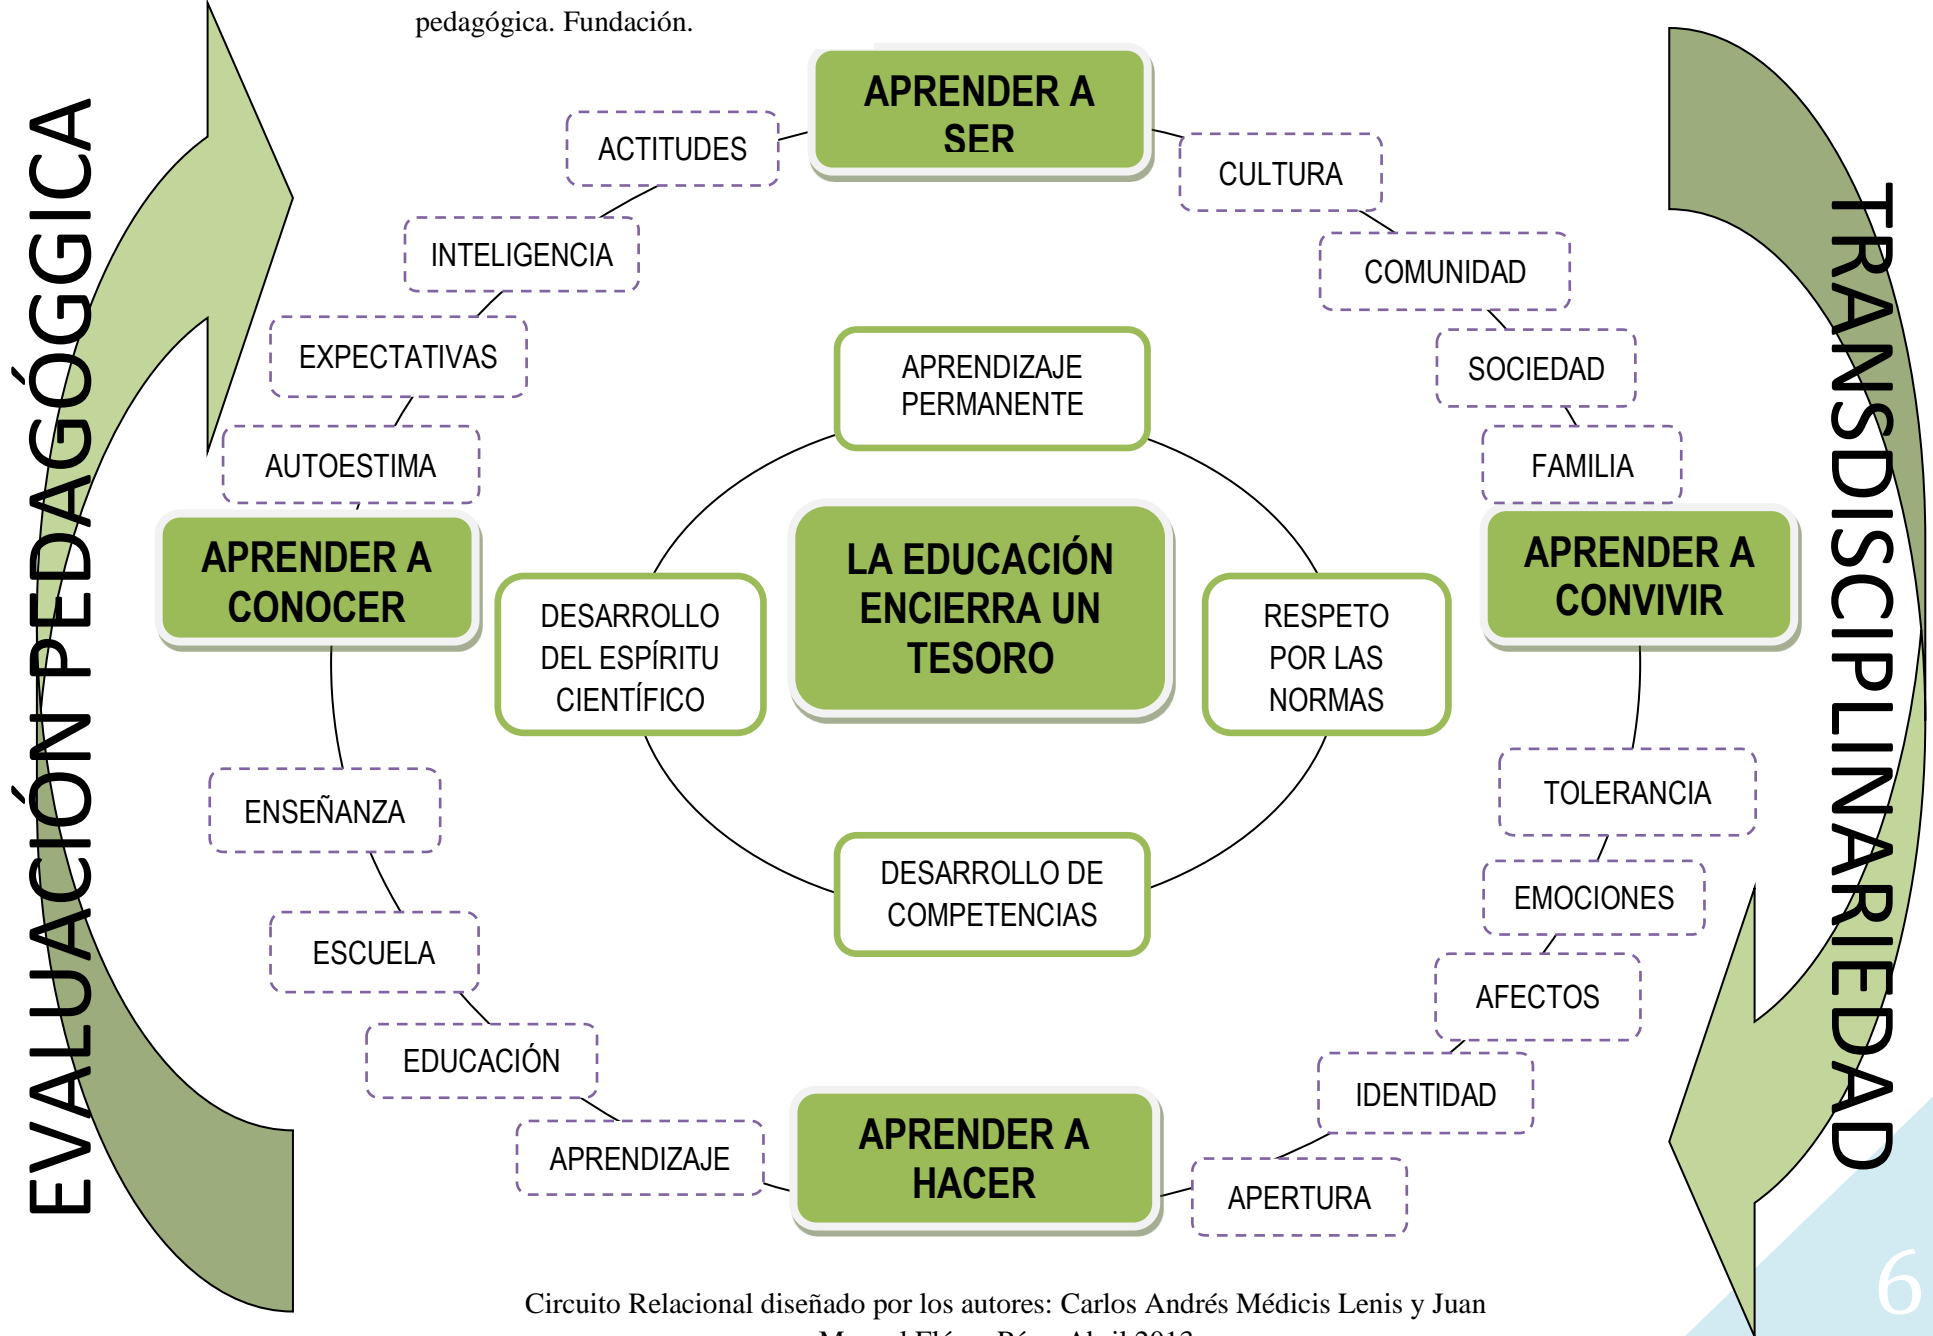 pedagógica. Fundación.
APRENDER A
SER
ACTITUDES
CULTURA
INTELIGENCIA
COMUNIDAD
EXPECTATIVAS
SOCIEDAD
AUTOESTIMA
FAMILIA
APRENDIZAJE
PERMANENTE
APRENDER A
CONOCER
DESARROLLO
DEL ESPÍRITU
CIENTÍFICO
LA EDUCACIÓN
ENCIERRA UN
TESORO
RESPETO
POR LAS
NORMAS
APRENDER A
CONVIVIR
DESARROLLO DE
COMPETENCIAS
ENSEÑANZA
TOLERANCIA
ESCUELA
EMOCIONES
EDUCACIÓN
AFECTOS
APRENDIZAJE
IDENTIDAD
APRENDER A
HACER
APERTURA
EVALUACIÓN PEDAGÓGGICA
TRANSDISCIPLINARIEDAD
Circuito Relacional diseñado por los autores: Carlos Andrés Médicis Lenis y Juan
Abril 2013
6